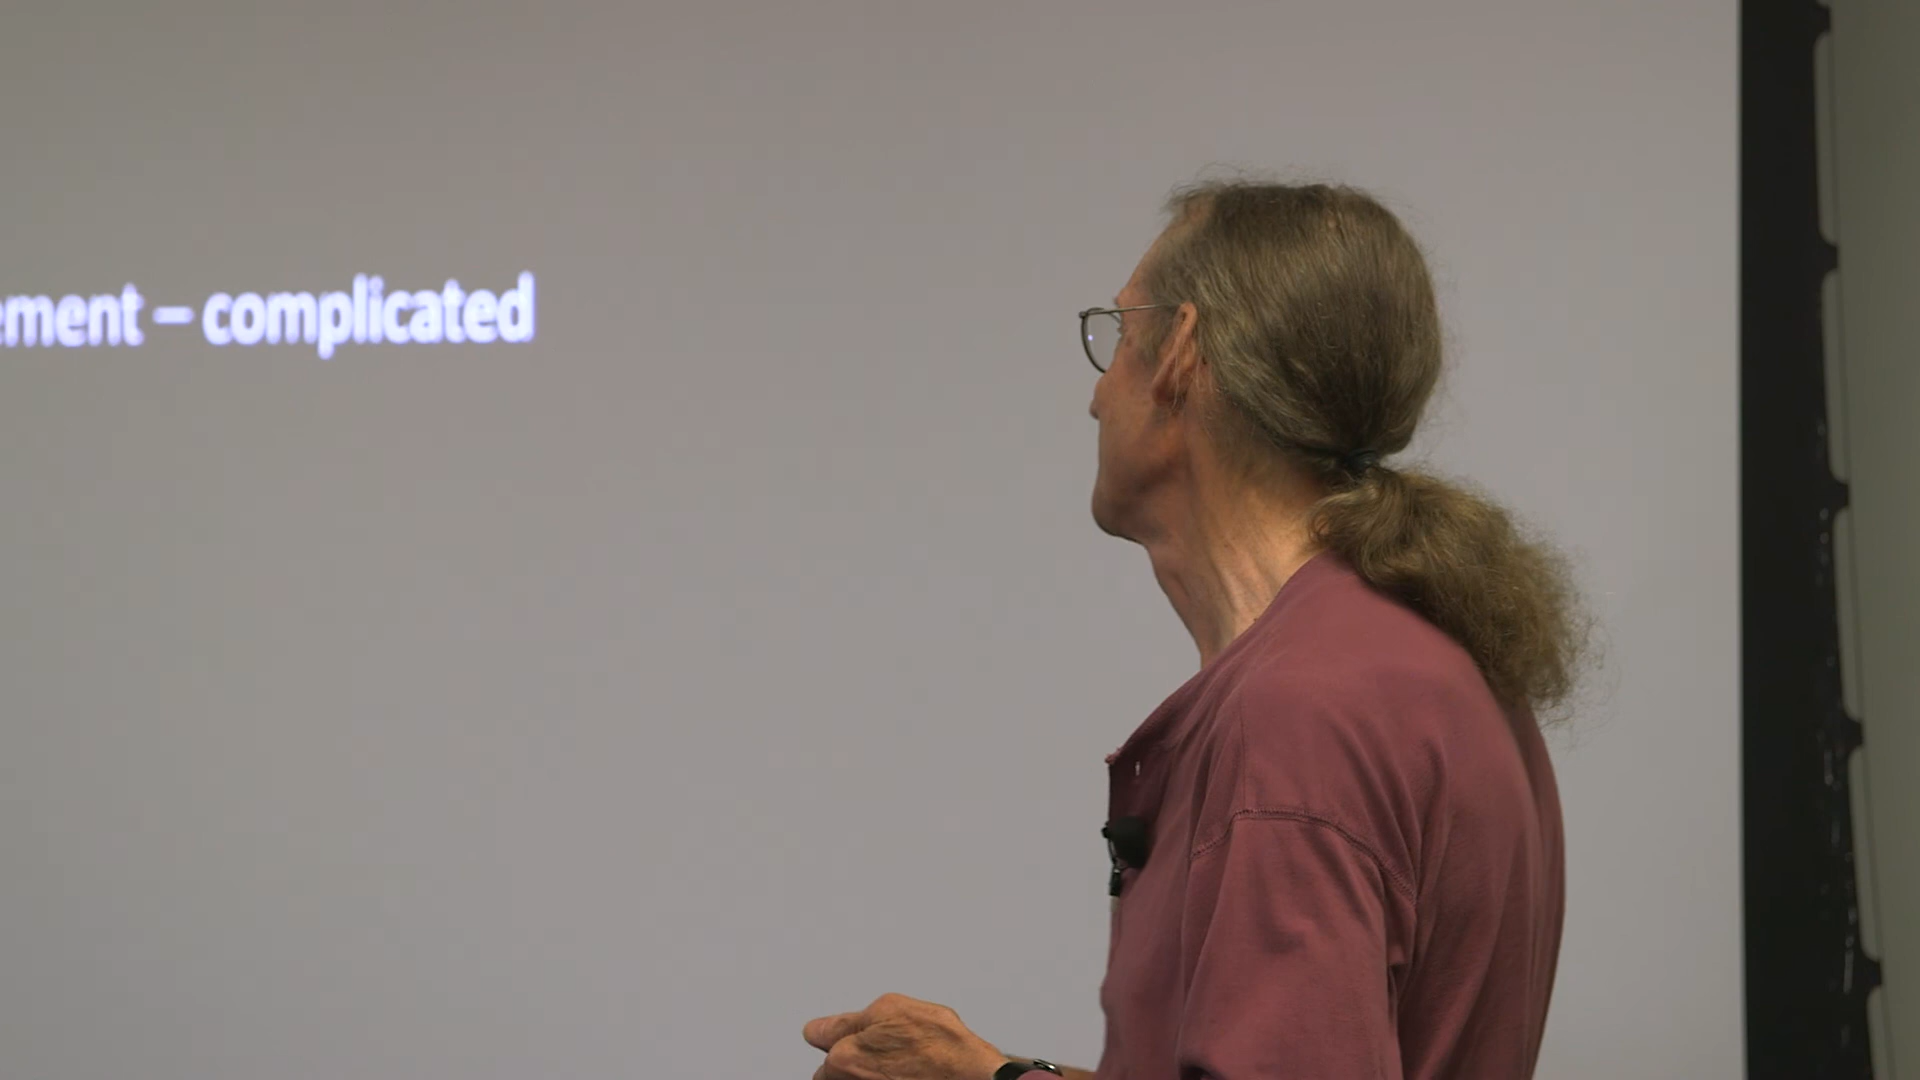 ement – complicated